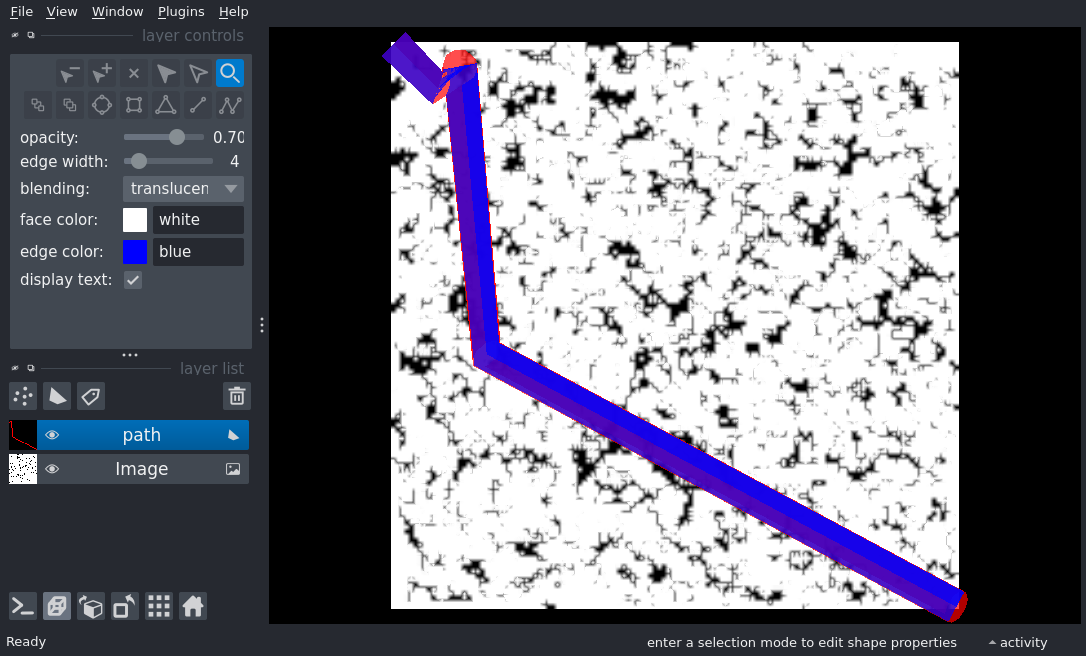 File View Window Plugins Help
layer controls
opacity: 0.70
edge width: 4
blending: translucen
face color: white
edge color: blue
display text:
layer list
path
Image
Ready enter a selection mode to edit shape properties activity